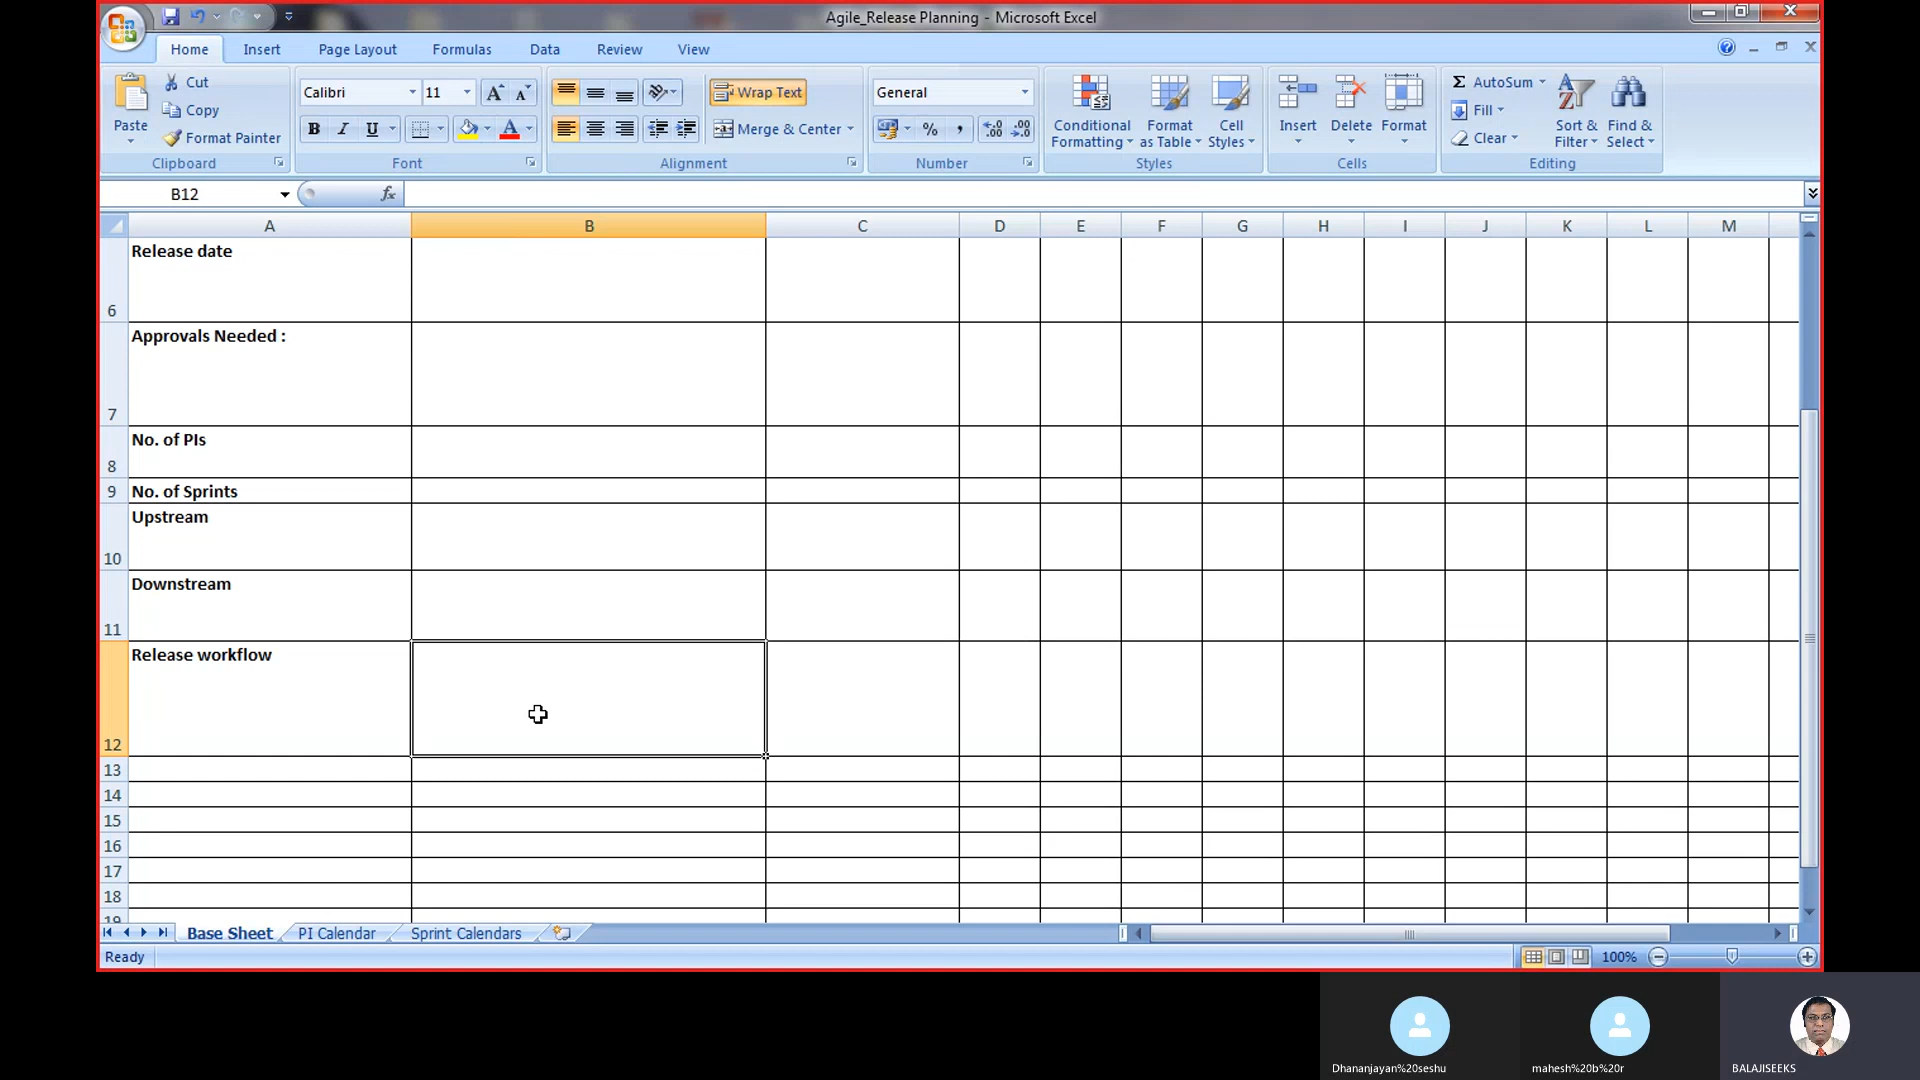 Agile_Release Planning - Microsoft Excel
Home Insert Page Layout Formulas Data Review View
Paste
Cut
Copy
Format Painter
Clipboard
Calibri 11
B I U A
Font
Wrap Text
Merge & Center
Alignment
General
% ,
Number
Conditional Formatting
Format as Table
Cell Styles
Styles
Insert Delete Format
Cells
Σ AutoSum
Fill
Clear
Sort & Filter
Find & Select
Editing
B12 fx
A B C D E F G H I J K L M
Release date
6
Approvals Needed :
7
No. of PIs
8
9 No. of Sprints
Upstream
10
Downstream
11
Release workflow
12
13
14
15
16
17
18
19
Base Sheet PI Calendar Sprint Calendars
Ready 100%
Dhananjayan%20seshu mahesh%20b%20r BALAJISEEKS